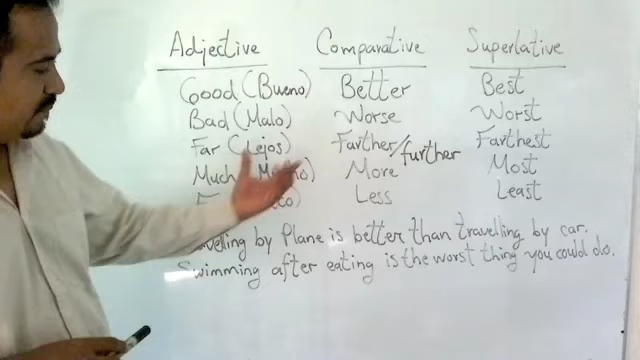 Adjective Comparative Superlative
Good (Bueno) Better Best
Bad (Malo) Worse Worst
Far (Lejos) Farther/further Farthest
Much More Most
Less Least
by Plane is better than travelling by car.
Swimming after eating is the worst thing you could do.